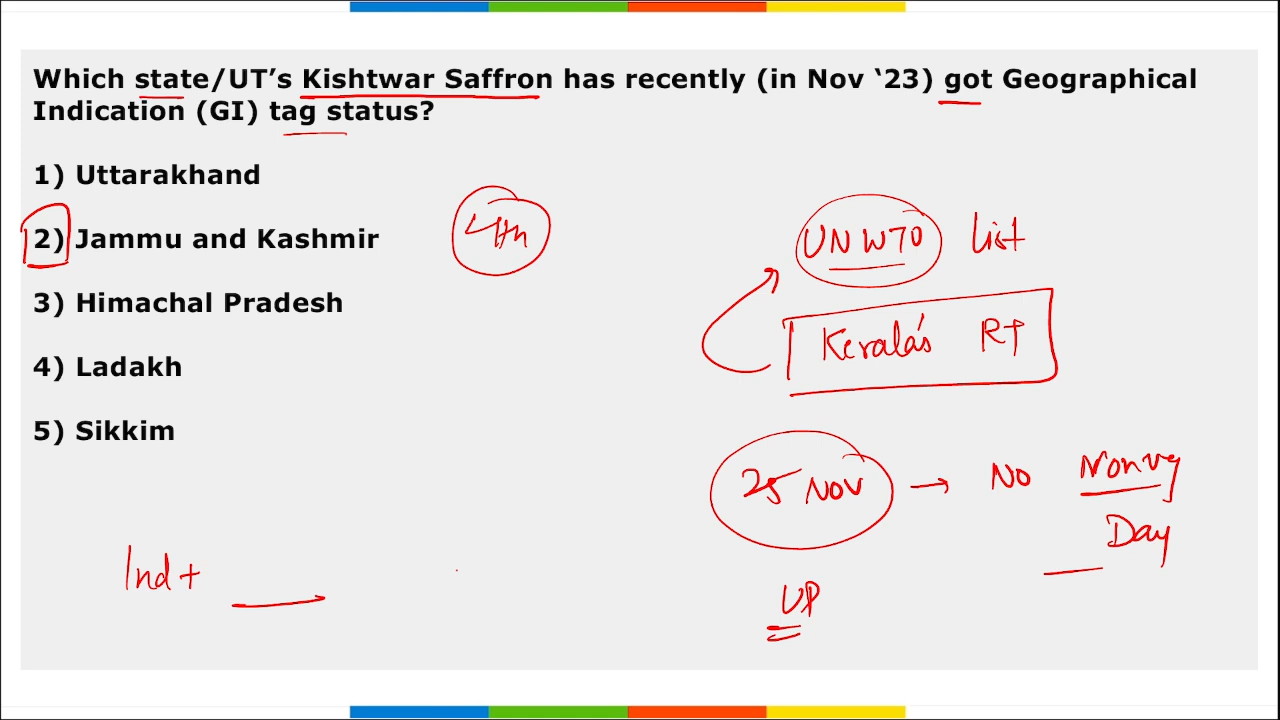 Which state/UT’s Kishtwar Saffron has recently (in Nov ‘23) got Geographical
Indication (GI) tag status?
1) Uttarakhand
2) Jammu and Kashmir
3) Himachal Pradesh
4) Ladakh
5) Sikkim
4th
UNWTO List
Kerala's RT
25 Nov → No Nonveg
Day
UP
Ind +